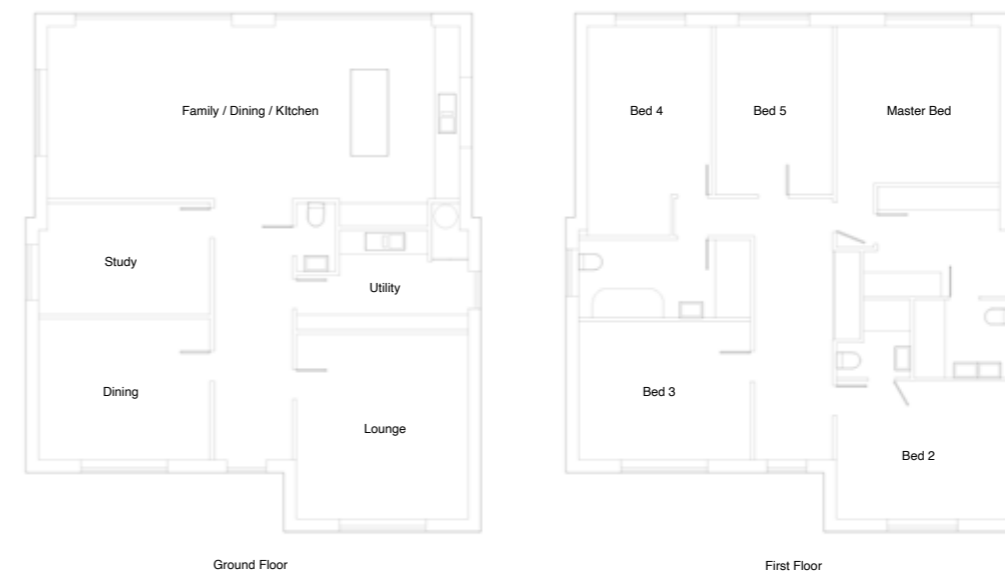 Family / Dining / KItchen
Study
Utility
Dining
Lounge
Ground Floor
Bed 4
Bed 5
Master Bed
Bed 3
Bed 2
First Floor